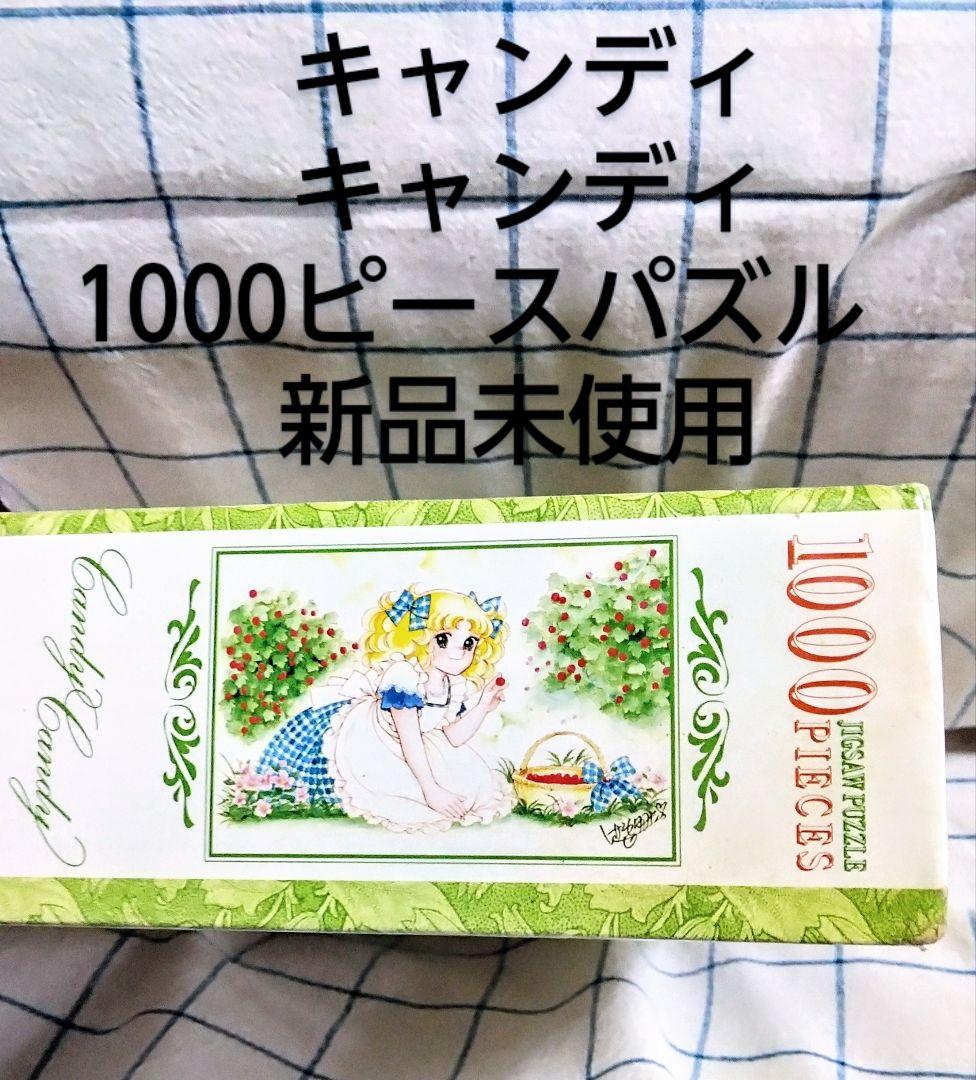 キャンディ
キャンディ
1000ピースパズル
新品未使用
Candy Candy
1000
JIGSAW PUZZLE
PIECES